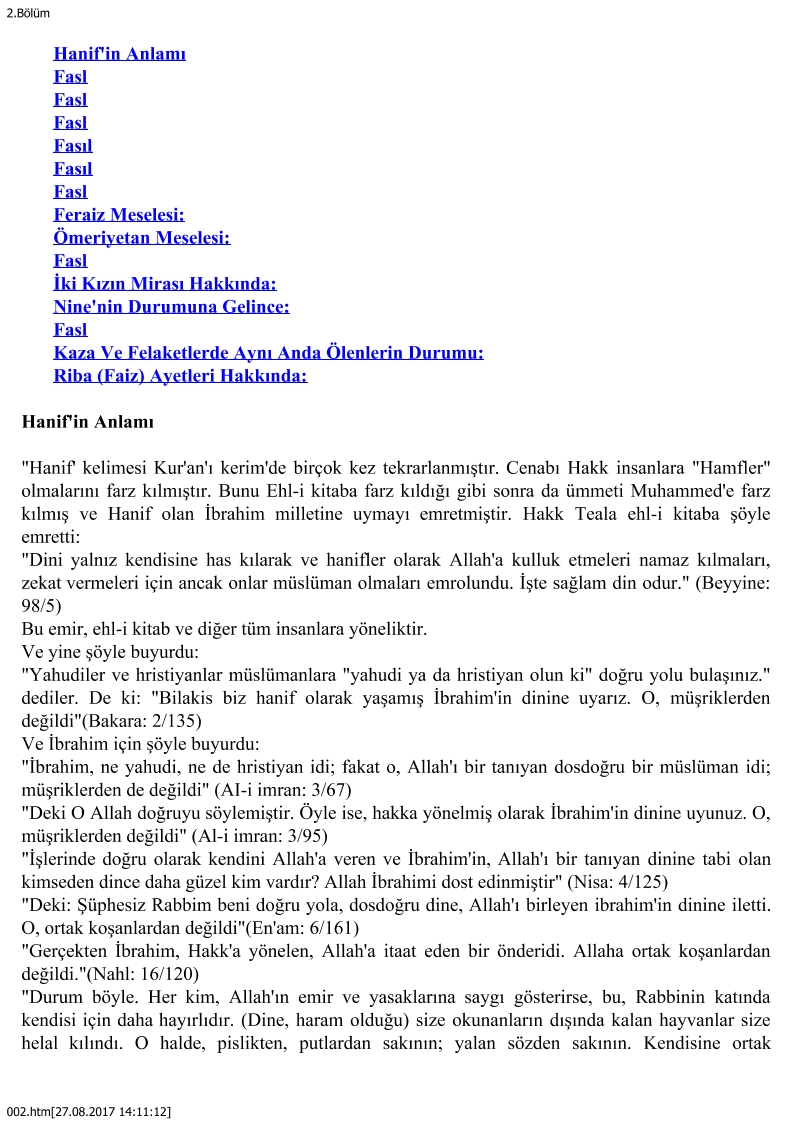 2.Bölüm
Hanif'in Anlamı
Fasl
Fasl
Fasl
Fasıl
Fasıl
Fasl
Feraiz Meselesi:
Ömeriyetan Meselesi:
Fasl
İki Kızın Mirası Hakkında:
Nine'nin Durumuna Gelince:
Fasl
Kaza Ve Felaketlerde Aynı Anda Ölenlerin Durumu:
Riba (Faiz) Ayetleri Hakkında:
Hanif'in Anlamı
"Hanif' kelimesi Kur'an'ı kerim'de birçok kez tekrarlanmıştır. Cenabı Hakk insanlara "Hamfler"
olmalarını farz kılmıştır. Bunu Ehl-i kitaba farz kıldığı gibi sonra da ümmeti Muhammed'e farz
kılmış ve Hanif olan İbrahim milletine uymayı emretmiştir. Hakk Teala ehl-i kitaba şöyle
emretti:
"Dini yalnız kendisine has kılarak ve hanifler olarak Allah'a kulluk etmeleri namaz kılmaları,
zekat vermeleri için ancak onlar müslüman olmaları emrolundu. İşte sağlam din odur." (Beyyine:
98/5)
Bu emir, ehl-i kitab ve diğer tüm insanlara yöneliktir.
Ve yine şöyle buyurdu:
"Yahudiler ve hristiyanlar müslümanlara "yahudi ya da hristiyan olun ki" doğru yolu bulaşınız."
dediler. De ki: "Bilakis biz hanif olarak yaşamış İbrahim'in dinine uyarız. O, müşriklerden
değildi"(Bakara: 2/135)
Ve İbrahim için şöyle buyurdu:
"İbrahim, ne yahudi, ne de hristiyan idi; fakat o, Allah'ı bir tanıyan dosdoğru bir müslüman idi;
müşriklerden de değildi" (AI-i imran: 3/67)
"Deki O Allah doğruyu söylemiştir. Öyle ise, hakka yönelmiş olarak İbrahim'in dinine uyunuz. O,
müşriklerden değildi" (Al-i imran: 3/95)
"İşlerinde doğru olarak kendini Allah'a veren ve İbrahim'in, Allah'ı bir tanıyan dinine tabi olan
kimseden dince daha güzel kim vardır? Allah İbrahimi dost edinmiştir" (Nisa: 4/125)
"Deki: Şüphesiz Rabbim beni doğru yola, dosdoğru dine, Allah'ı birleyen ibrahim'in dinine iletti.
O, ortak koşanlardan değildi"(En'am: 6/161)
"Gerçekten İbrahim, Hakk'a yönelen, Allah'a itaat eden bir önderidi. Allaha ortak koşanlardan
değildi."(Nahl: 16/120)
"Durum böyle. Her kim, Allah'ın emir ve yasaklarına saygı gösterirse, bu, Rabbinin katında
kendisi için daha hayırlıdır. (Dine, haram olduğu) size okunanların dışında kalan hayvanlar size
helal kılındı. O halde, pislikten, putlardan sakının; yalan sözden sakının. Kendisine ortak
002.htm[27.08.2017 14:11:12]